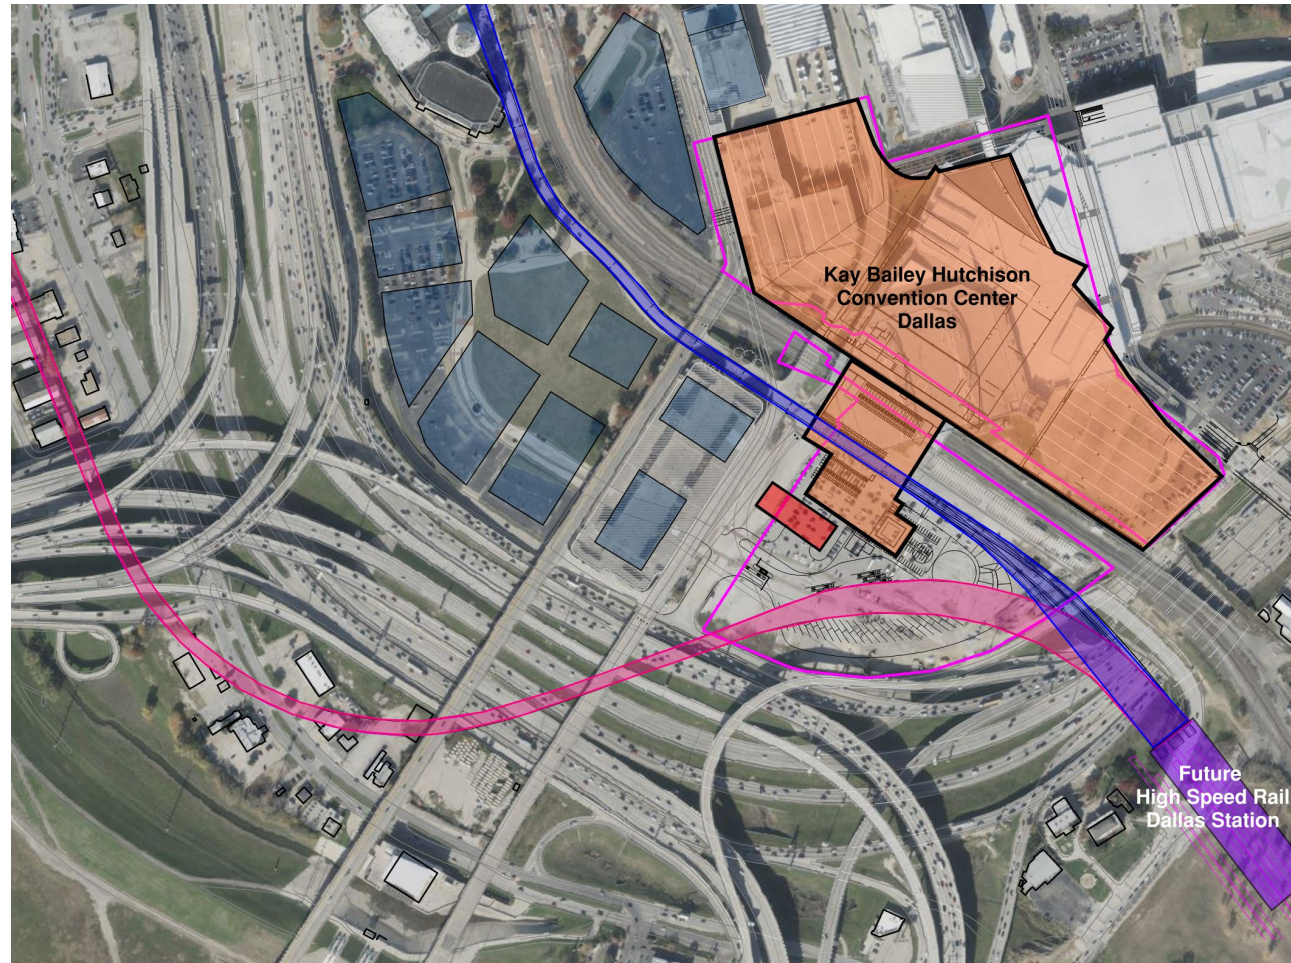 Kay Bailey Hutchison
Convention Center
Dallas
Future
High Speed Rail
Dallas Station